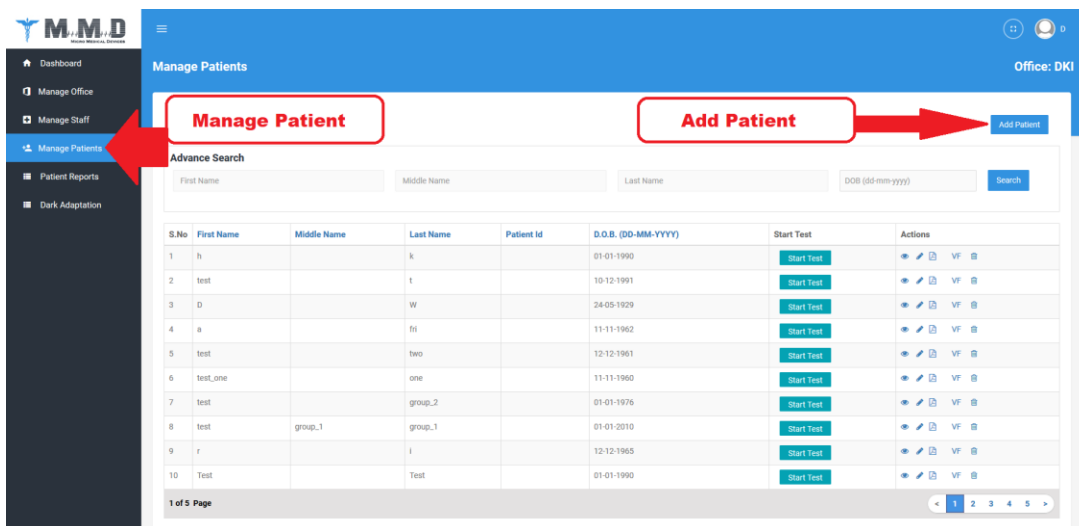 M.M.D
MICRO MEDICAL DEVICES
D
Dashboard
Manage Patients
Office: DKI
Manage Office
Manage Staff
Manage Patient
Add Patient
Add Patient
Manage Patients
Advance Search
Patient Reports
First Name Middle Name Last Name DOB (dd-mm-yyyy) Search
Dark Adaptation
S.No First Name Middle Name Last Name Patient Id D.O.B. (DD-MM-YYYY) Start Test Actions
1 h k 01-01-1990 Start Test VF
2 test t 10-12-1991 Start Test VF
3 D W 24-05-1929 Start Test VF
4 a fri 11-11-1962 Start Test VF
5 test two 12-12-1961 Start Test VF
6 test_one one 11-11-1960 Start Test VF
7 test group_2 01-01-1976 Start Test VF
8 test group_1 group_1 01-01-2010 Start Test VF
9 r i 12-12-1965 Start Test VF
10 Test Test 01-01-1990 Start Test VF
1 of 5 Page < 1 2 3 4 5 >